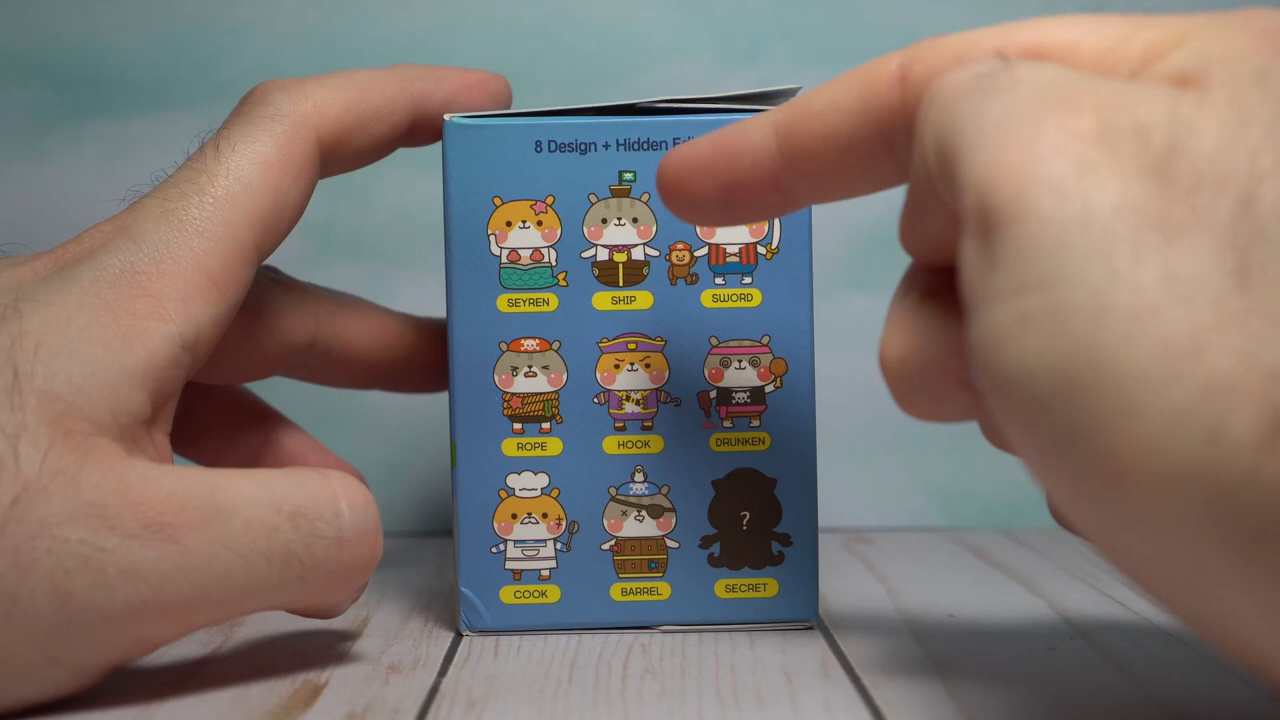 8 Design + Hidden
SEYREN SHIP SWORD
ROPE HOOK DRUNKEN
?
COOK BARREL SECRET